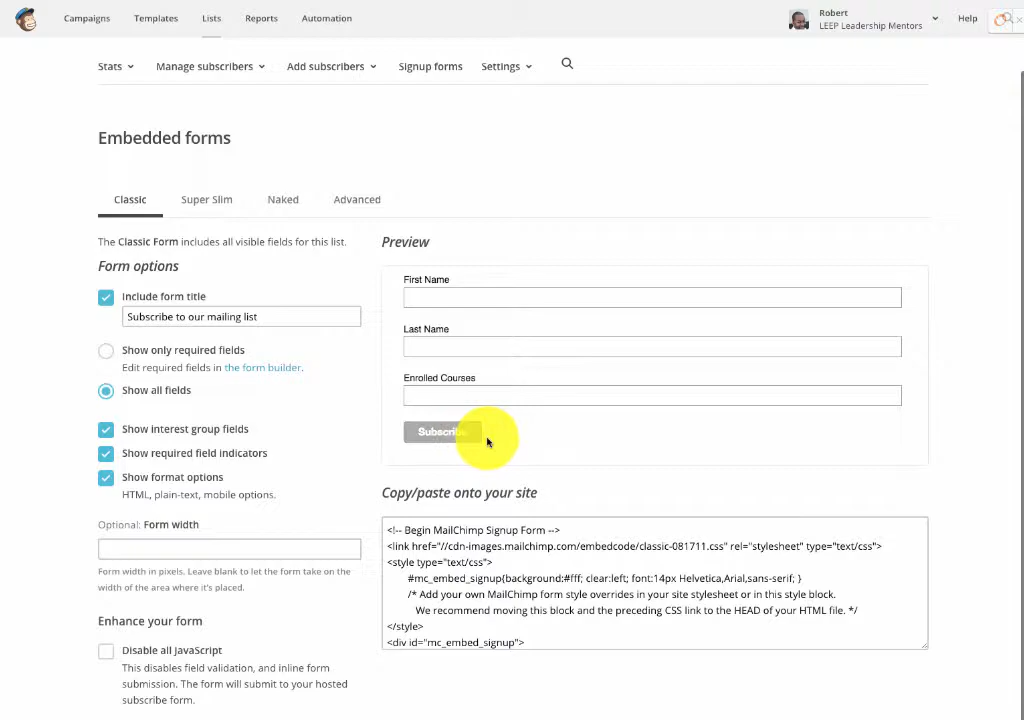 Campaigns Templates Lists Reports Automation
Robert
LEEP Leadership Mentors
Help
Stats Manage subscribers Add subscribers Signup forms Settings
Embedded forms
Classic Super Slim Naked Advanced
The Classic Form includes all visible fields for this list.
Form options
Include form title
Subscribe to our mailing list
Show only required fields
Edit required fields in the form builder.
Show all fields
Show interest group fields
Show required field indicators
Show format options
HTML, plain-text, mobile options.
Optional: Form width
Form width in pixels. Leave blank to let the form take on the
width of the area where it's placed.
Enhance your form
Disable all JavaScript
This disables field validation, and inline form
submission. The form will submit to your hosted
subscribe form.
Preview
First Name
Last Name
Enrolled Courses
Subscribe
Copy/paste onto your site
<!-- Begin MailChimp Signup Form -->
<link href="//cdn-images.mailchimp.com/embedcode/classic-081711.css" rel="stylesheet" type="text/css">
<style type="text/css">
#mc_embed_signup{background:#fff; clear:left; font:14px Helvetica,Arial,sans-serif; }
/* Add your own MailChimp form style overrides in your site stylesheet or in this style block.
We recommend moving this block and the preceding CSS link to the HEAD of your HTML file. */
</style>
<div id="mc_embed_signup">